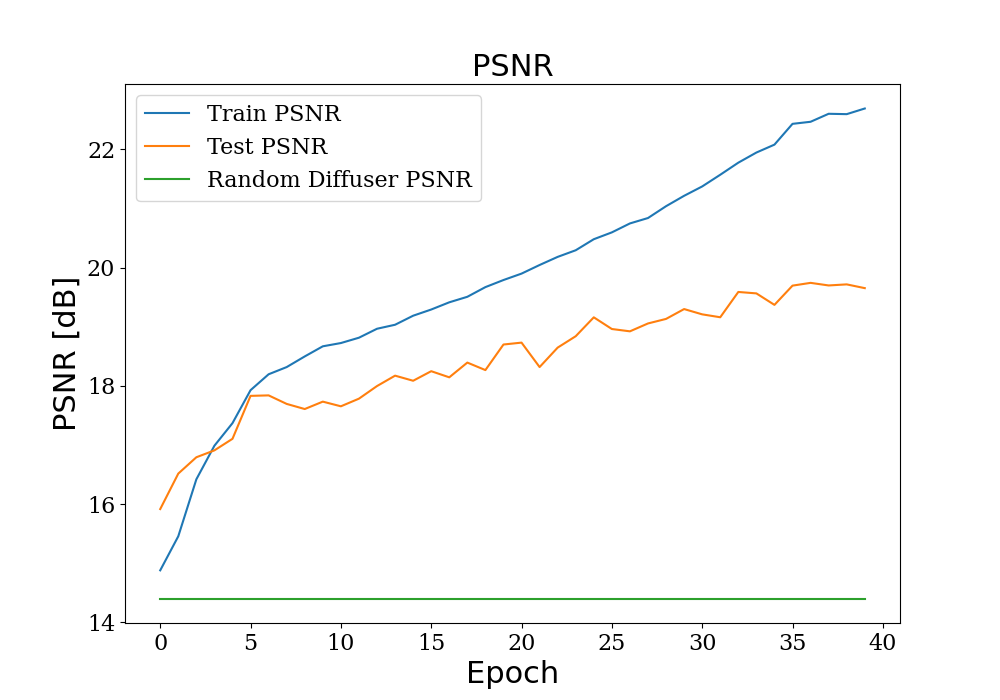 PSNR
Train PSNR
Test PSNR
Random Diffuser PSNR
PSNR [dB]
22
20
18
16
14
0 5 10 15 20 25 30 35 40
Epoch